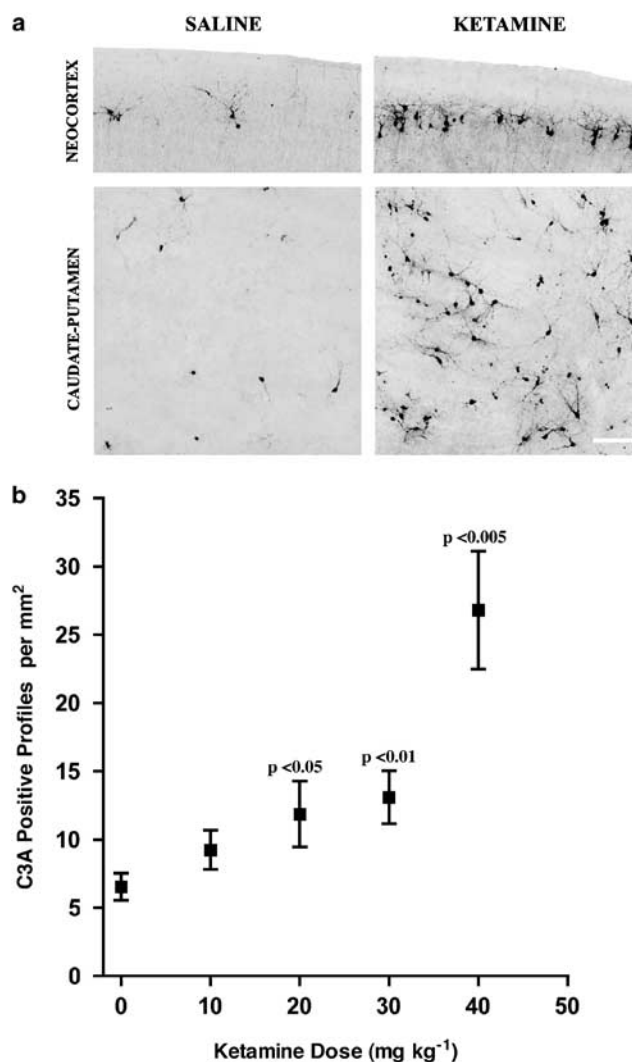 a
SALINE
KETAMINE
NEOCORTEX
CAUDATE-PUTAMEN
b
35
30
25
20
15
10
5
0
C3A Positive Profiles per mm²
p <0.05
p <0.01
p <0.005
0 10 20 30 40 50
Ketamine Dose (mg kg⁻¹)